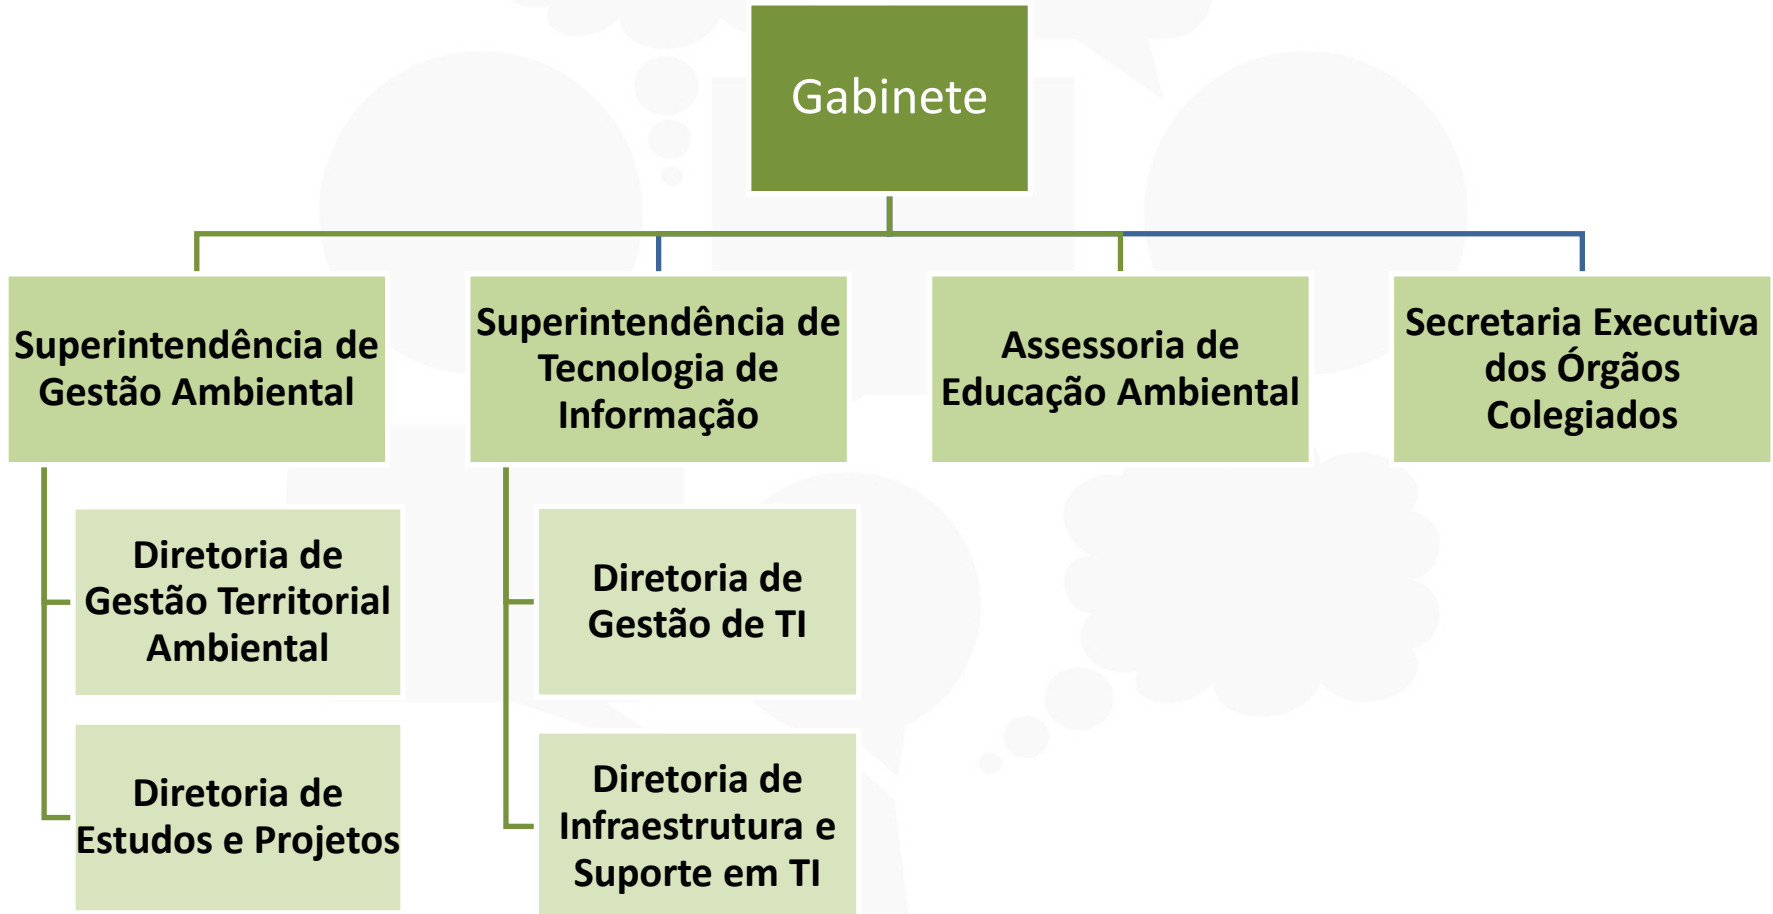 Gabinete
Superintendência de
Gestão Ambiental
Superintendência de
Tecnologia de
Informação
Assessoria de
Educação Ambiental
Secretaria Executiva
dos Órgãos
Colegiados
Diretoria de
Gestão Territorial
Ambiental
Diretoria de
Estudos e Projetos
Diretoria de
Gestão de TI
Diretoria de
Infraestrutura e
Suporte em TI